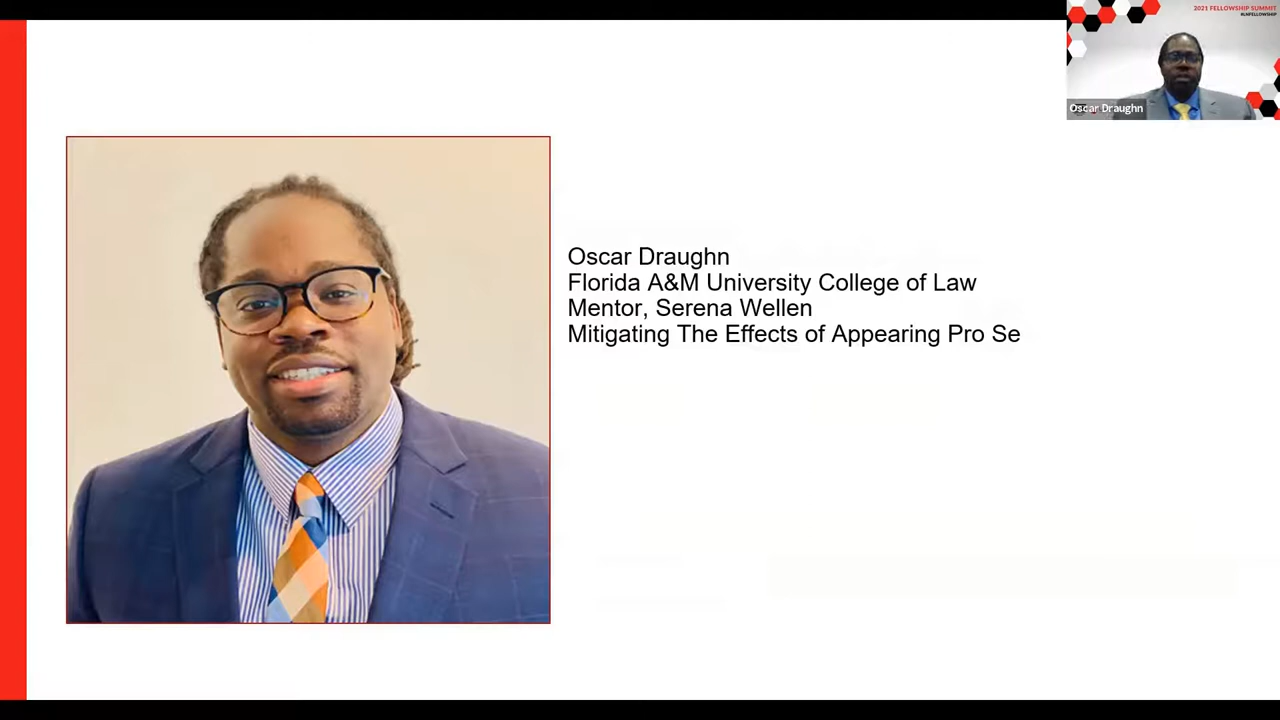 2021 FELLOWSHIP SUMMIT
#LNFELLOWSHIP
Oscar Draughn
Oscar Draughn
Florida A&M University College of Law
Mentor, Serena Wellen
Mitigating The Effects of Appearing Pro Se